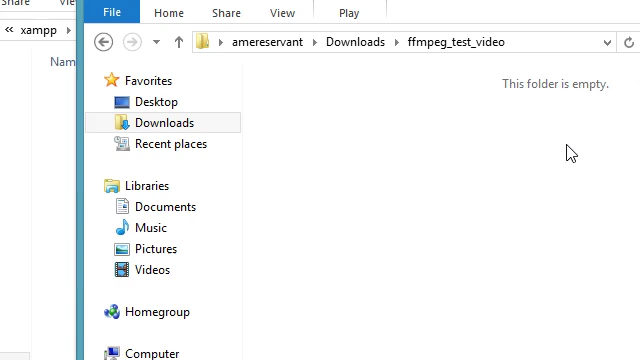 Share
View
File
Home
Share
View
Play
« xampp
amereservant
Downloads
ffmpeg_test_video
Nam
This folder is empty.
Favorites
Desktop
Downloads
Recent places
Libraries
Documents
Music
Pictures
Videos
Homegroup
Computer